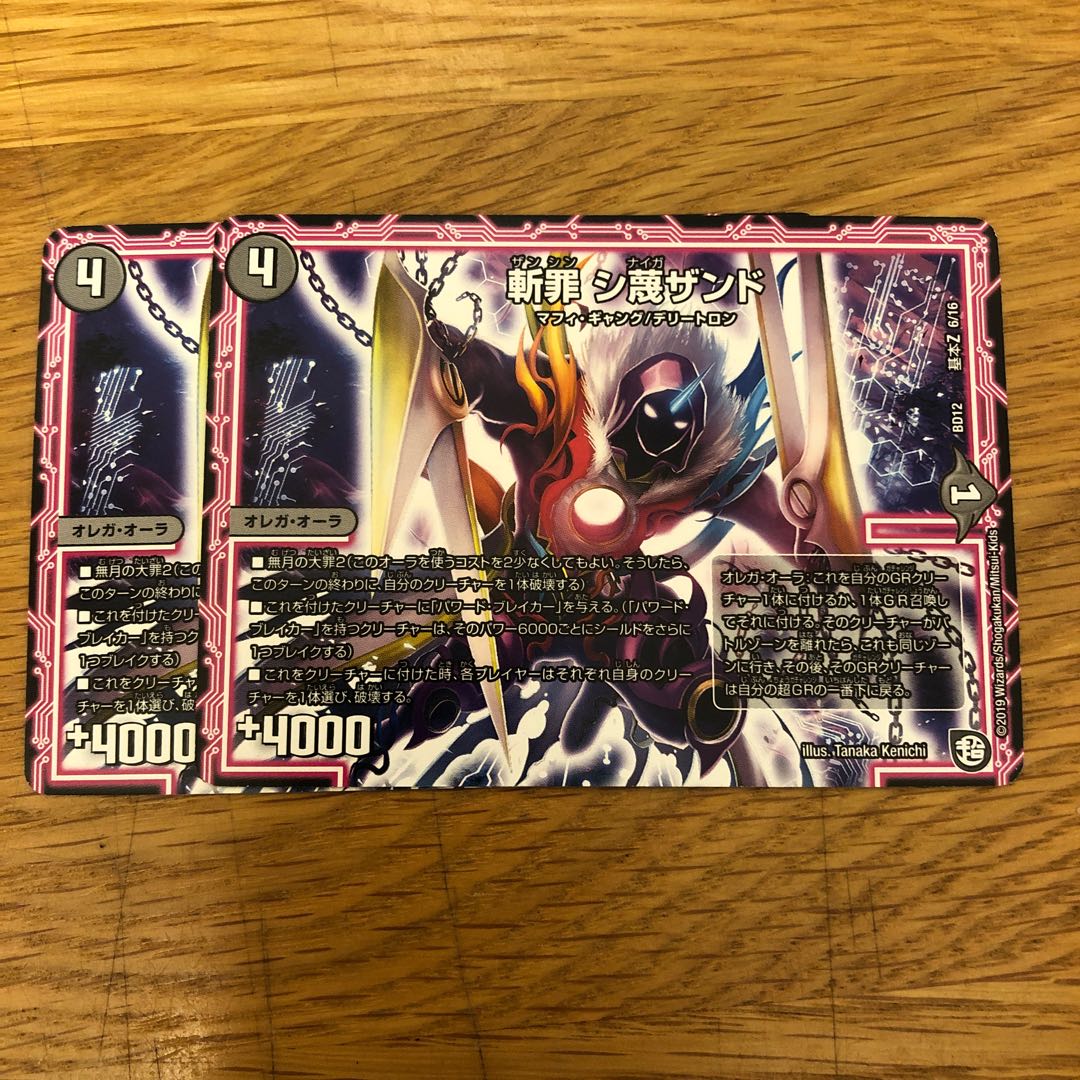 4
オレガ・オーラ
■無月の大罪2(この
このターンの終わりに
■これを付けたクリー
ブレイカー」を持つク
1つブレイクする)
■これをクリーチャ
チャーを1体選び、破
+4000
4
ザンシン ナイガ
斬罪 シ蔑ザンド
マフィ・ギャング/デリートロン
オレガ・オーラ
■無月の大罪2(このオーラを使うコストを2少なくしてもよい。そうしたら、
このターンの終わりに、自分のクリーチャーを1体破壊する)
■これを付けたクリーチャーに「パワード・ブレイカー」を与える。(「パワード・
ブレイカー」を持つクリーチャーは、そのパワー6000ごとにシールドをさらに
1つブレイクする)
■これをクリーチャーに付けた時、各プレイヤーはそれぞれ自身のクリー
チャーを1体選び、破壊する。
+4000
オレガ・オーラ:これを自分のGRクリー
チャー1体に付けるか、1体GR召喚し
てそれに付ける。そのクリーチャーがバ
トルゾーンを離れたら、これも同じゾー
ンに行き、その後、そのGRクリーチャー
は自分の超GRの一番下に戻る。
illus. Tanaka Kenichi
超
1
BD12 基本Z 6/16
©2019 Wizards/Shogakukan/Mitsui-Kids